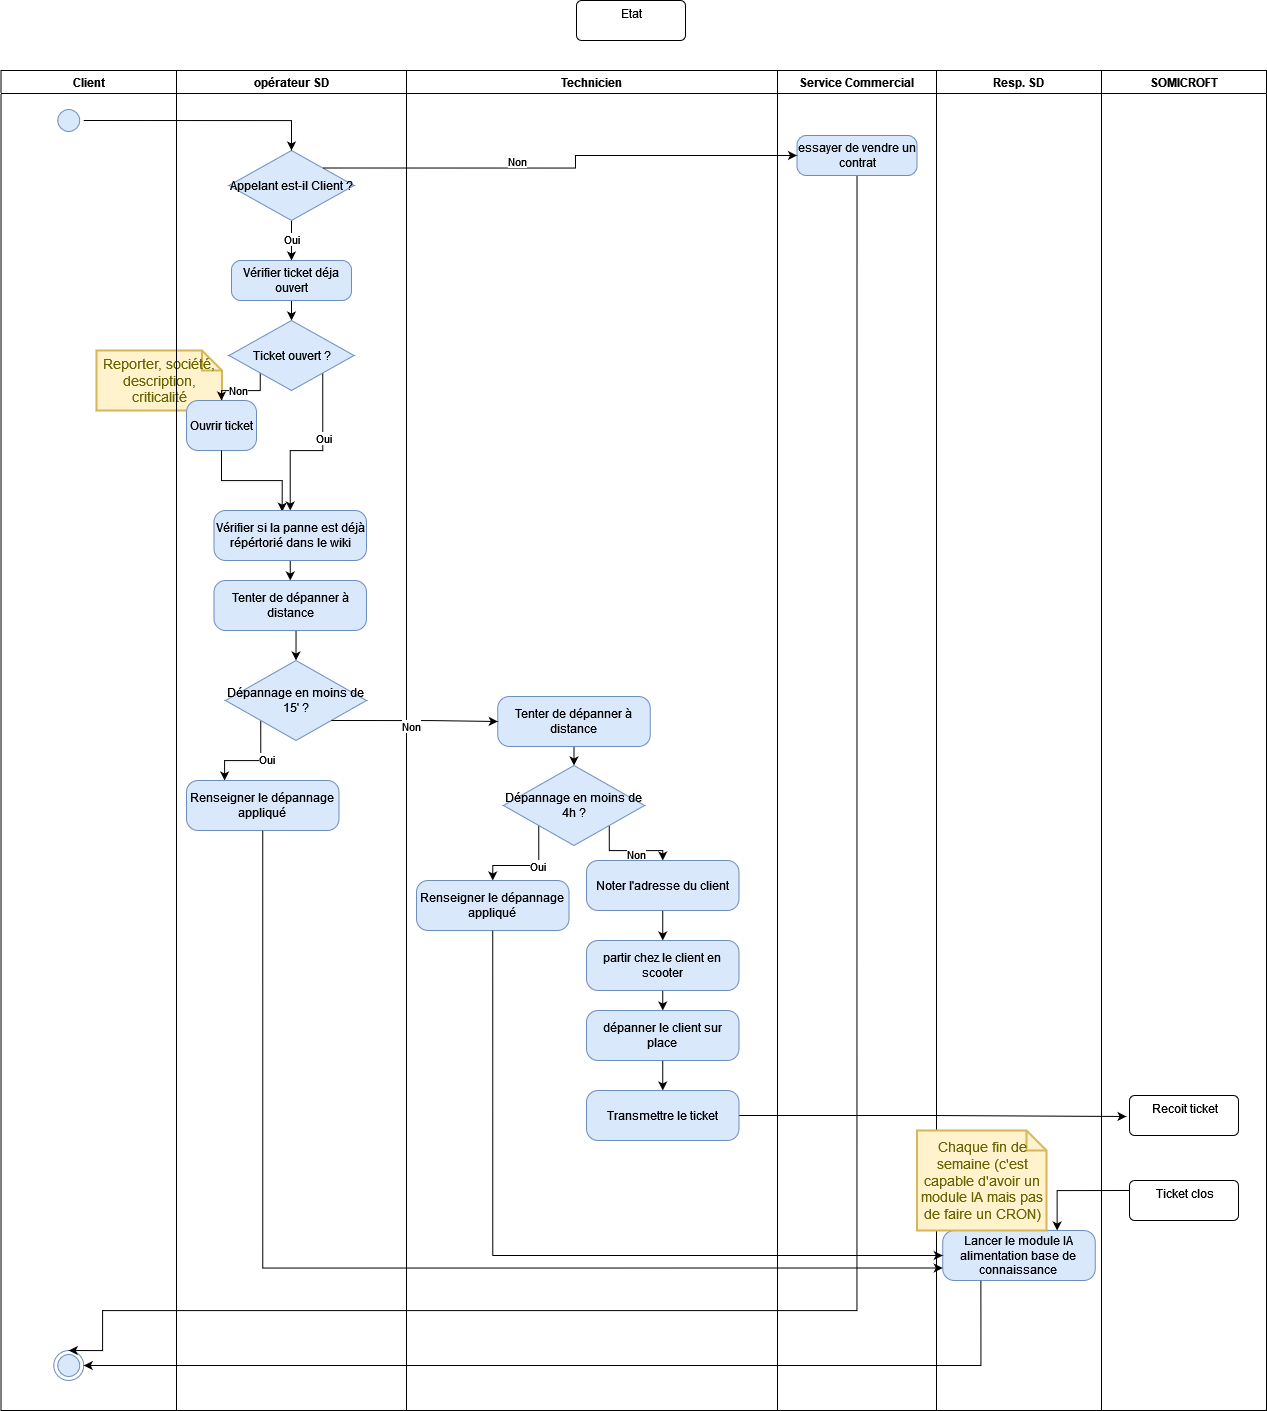 Etat
Client
opérateur SD
Technicien
Service Commercial
Resp. SD
SOMICROFT
essayer de vendre un
contrat
Non
Appelant est-il Client ?
Oui
Vérifier ticket déja
ouvert
Ticket ouvert ?
Reporter, société,
description,
criticalité
Non
Ouvrir ticket
Oui
Vérifier si la panne est déjà
répértorié dans le wiki
Tenter de dépanner à
distance
Dépannage en moins de
15' ?
Non
Oui
Tenter de dépanner à
distance
Renseigner le dépannage
appliqué
Dépannage en moins de
4h ?
Non
Oui
Noter l'adresse du client
Renseigner le dépannage
appliqué
partir chez le client en
scooter
dépanner le client sur
place
Transmettre le ticket
Recoit ticket
Chaque fin de
semaine (c'est
capable d'avoir un
module IA mais pas
de faire un CRON)
Ticket clos
Lancer le module IA
alimentation base de
connaissance